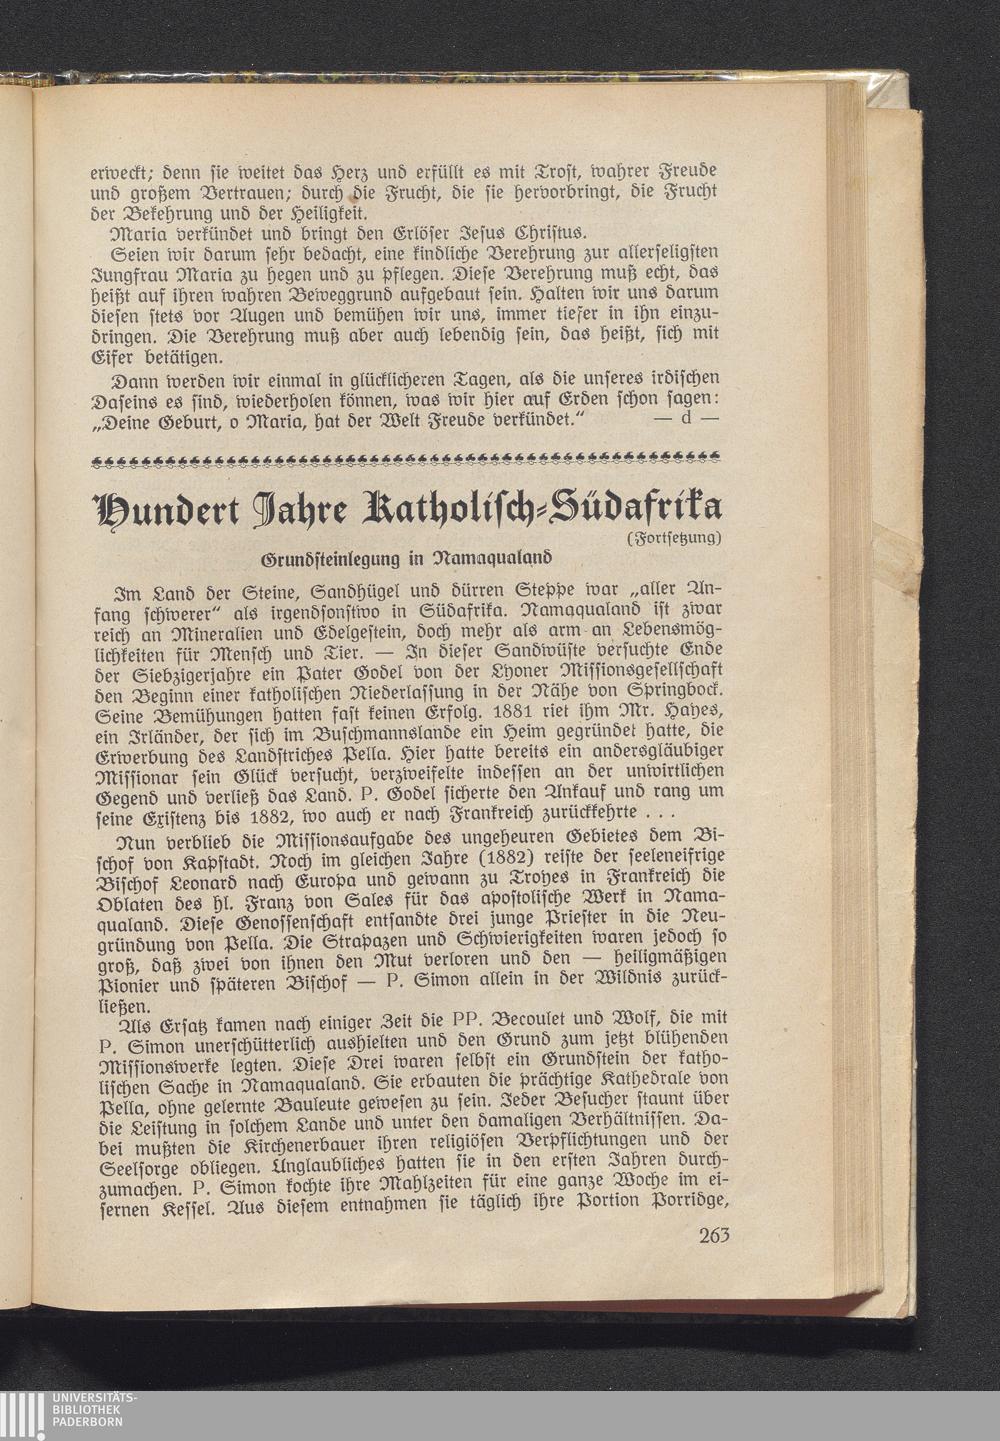 erweckt; denn sie weitet das Herz und erfüllt es mit Trost, wahrer Freude
und großem Vertrauen; durch die Frucht, die sie hervorbringt, die Frucht
der Bekehrung und der Heiligkeit.
Maria verkündet und bringt den Erlöser Jesus Christus.
Seien wir darum sehr bedacht, eine kindliche Verehrung zur allerseligsten
Jungfrau Maria zu hegen und zu pflegen. Diese Verehrung muß echt, das
heißt auf ihren wahren Beweggrund aufgebaut sein. Halten wir uns darum
diesen stets vor Augen und bemühen wir uns, immer tiefer in ihn einzu-
dringen. Die Verehrung muß aber auch lebendig sein, das heißt, sich mit
Eifer betätigen.
Dann werden wir einmal in glücklicheren Tagen, als die unseres irdischen
Daseins es sind, wiederholen können, was wir hier auf Erden schon sagen:
„Deine Geburt, o Maria, hat der Welt Freude verkündet.“ — d —
Hundert Jahre Katholisch-Südafrika
(Fortsetzung)
Grundsteinlegung in Namaqualand
Im Land der Steine, Sandhügel und dürren Steppe war „aller An-
fang schwerer“ als irgendsonstwo in Südafrika. Namaqualand ist zwar
reich an Mineralien und Edelgestein, doch mehr als arm an Lebensmög-
lichkeiten für Mensch und Tier. — In dieser Sandwüste versuchte Ende
der Siebzigerjahre ein Pater Godel von der Lyoner Missionsgesellschaft
den Beginn einer katholischen Niederlassung in der Nähe von Springbock.
Seine Bemühungen hatten fast keinen Erfolg. 1881 riet ihm Mr. Hayes,
ein Irländer, der sich im Buschmannslande ein Heim gegründet hatte, die
Erwerbung des Landstriches Pella. Hier hatte bereits ein andersgläubiger
Missionar sein Glück versucht, verzweifelte indessen an der unwirtlichen
Gegend und verließ das Land. P. Godel sicherte den Ankauf und rang um
seine Existenz bis 1882, wo auch er nach Frankreich zurückkehrte . . .
Nun verblieb die Missionsaufgabe des ungeheuren Gebietes dem Bi-
schof von Kapstadt. Noch im gleichen Jahre (1882) reiste der seeleneifrige
Bischof Leonard nach Europa und gewann zu Troyes in Frankreich die
Oblaten des hl. Franz von Sales für das apostolische Werk in Nama-
qualand. Diese Genossenschaft entsandte drei junge Priester in die Neu-
gründung von Pella. Die Strapazen und Schwierigkeiten waren jedoch so
groß, daß zwei von ihnen den Mut verloren und den — heiligmäßigen
Pionier und späteren Bischof — P. Simon allein in der Wildnis zurück-
ließen.
Als Ersatz kamen nach einiger Zeit die PP. Becoulet und Wolf, die mit
P. Simon unerschütterlich aushielten und den Grund zum jetzt blühenden
Missionswerke legten. Diese Drei waren selbst ein Grundstein der katho-
lischen Sache in Namaqualand. Sie erbauten die prächtige Kathedrale von
Pella, ohne gelernte Bauleute gewesen zu sein. Jeder Besucher staunt über
die Leistung in solchem Lande und unter den damaligen Verhältnissen. Da-
bei mußten die Kirchenerbauer ihren religiösen Verpflichtungen und der
Seelsorge obliegen. Unglaubliches hatten sie in den ersten Jahren durch-
zumachen. P. Simon kochte ihre Mahlzeiten für eine ganze Woche im ei-
sernen Kessel. Aus diesem entnahmen sie täglich ihre Portion Porridge,
263
UNIVERSITÄTS-
BIBLIOTHEK
PADERBORN